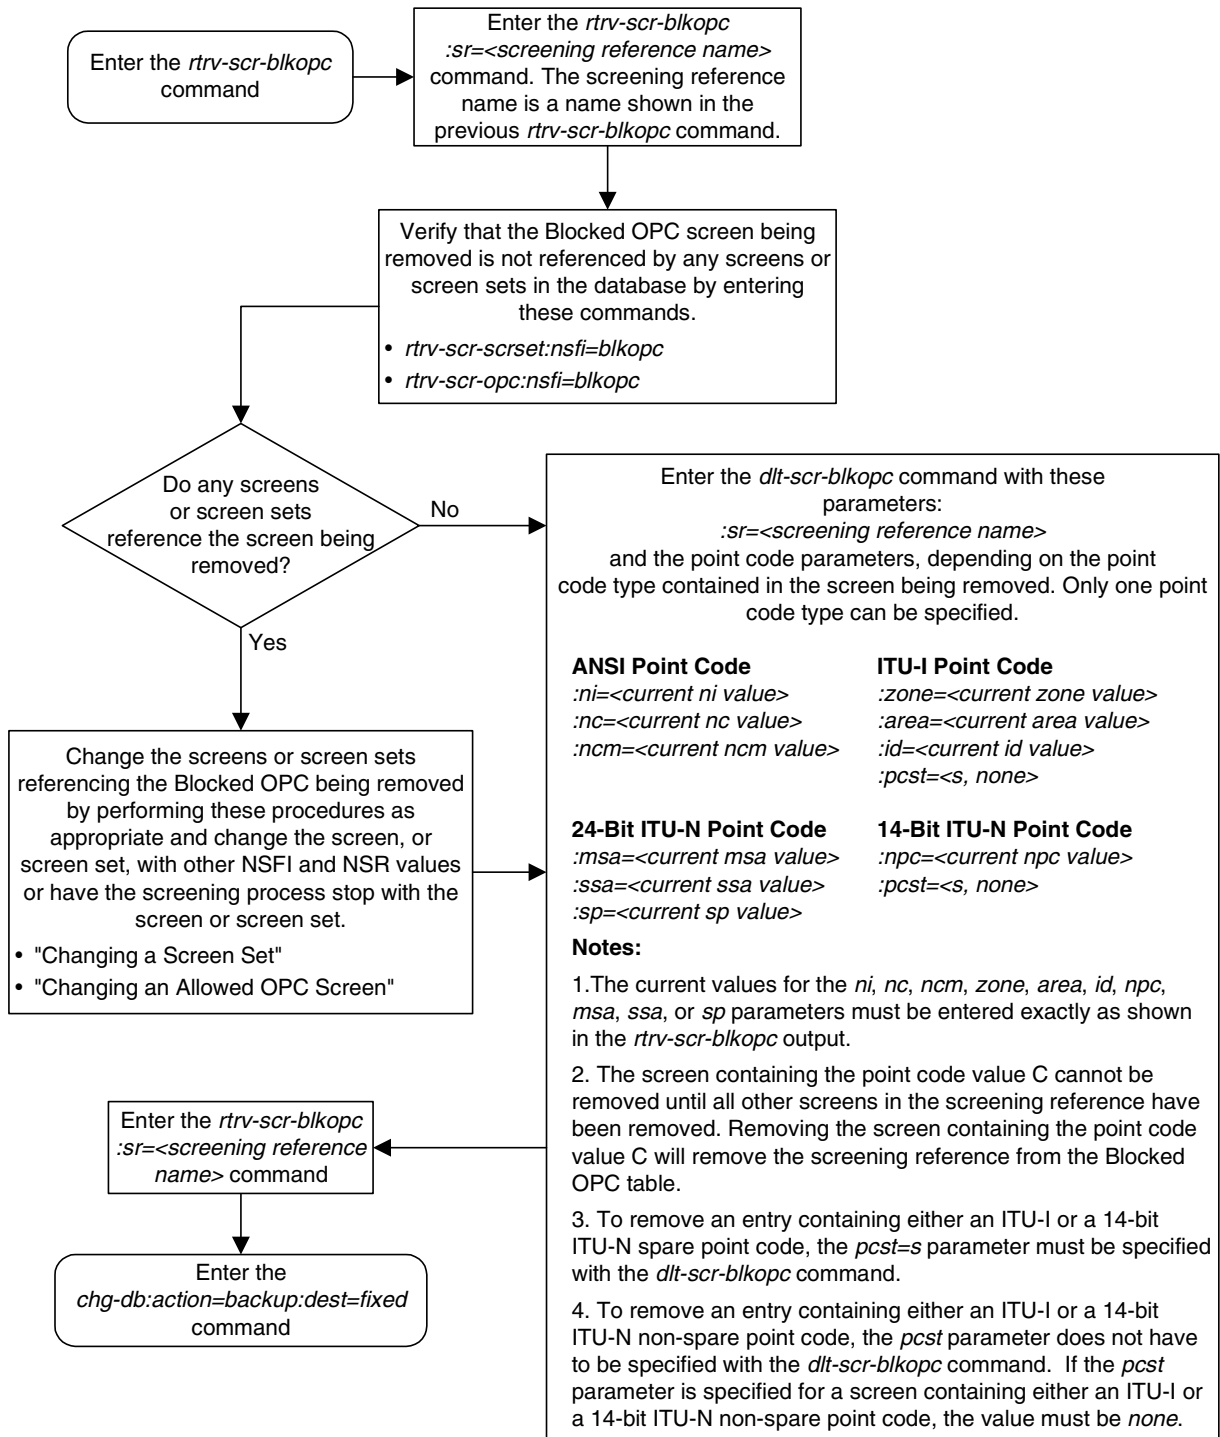 Enter the rtrv-scr-blkopc
command
Enter the rtrv-scr-blkopc
:sr=<screening reference name>
command. The screening reference
name is a name shown in the
previous rtrv-scr-blkopc command.
Verify that the Blocked OPC screen being
removed is not referenced by any screens or
screen sets in the database by entering
these commands.
• rtrv-scr-scrset:nsfi=blkopc
• rtrv-scr-opc:nsfi=blkopc
Do any screens
or screen sets
reference the screen being
removed?
No
Yes
Change the screens or screen sets
referencing the Blocked OPC being removed
by performing these procedures as
appropriate and change the screen, or
screen set, with other NSFI and NSR values
or have the screening process stop with the
screen or screen set.
• "Changing a Screen Set"
• "Changing an Allowed OPC Screen"
Enter the dlt-scr-blkopc command with these
parameters:
:sr=<screening reference name>
and the point code parameters, depending on the point
code type contained in the screen being removed. Only one point
code type can be specified.
ANSI Point Code
:ni=<current ni value>
:nc=<current nc value>
:ncm=<current ncm value>
ITU-I Point Code
:zone=<current zone value>
:area=<current area value>
:id=<current id value>
:pcst=<s, none>
24-Bit ITU-N Point Code
:msa=<current msa value>
:ssa=<current ssa value>
:sp=<current sp value>
14-Bit ITU-N Point Code
:npc=<current npc value>
:pcst=<s, none>
Notes:
1.The current values for the ni, nc, ncm, zone, area, id, npc,
msa, ssa, or sp parameters must be entered exactly as shown
in the rtrv-scr-blkopc output.
2. The screen containing the point code value C cannot be
removed until all other screens in the screening reference have
been removed. Removing the screen containing the point code
value C will remove the screening reference from the Blocked
OPC table.
3. To remove an entry containing either an ITU-I or a 14-bit
ITU-N spare point code, the pcst=s parameter must be specified
with the dlt-scr-blkopc command.
4. To remove an entry containing either an ITU-I or a 14-bit
ITU-N non-spare point code, the pcst parameter does not have
to be specified with the dlt-scr-blkopc command.  If the pcst
parameter is specified for a screen containing either an ITU-I or
a 14-bit ITU-N non-spare point code, the value must be none.
Enter the rtrv-scr-blkopc
:sr=<screening reference
name> command
Enter the
chg-db:action=backup:dest=fixed
command